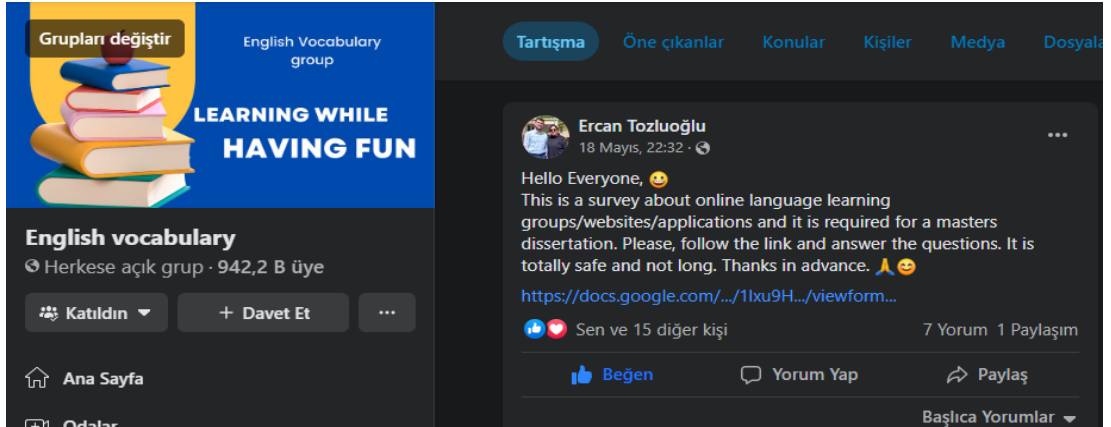 Grupları değiştir
English Vocabulary
group
LEARNING WHILE
HAVING FUN
English vocabulary
Herkese açık grup · 942,2 B üye
Katıldın
+ Davet Et
...
Ana Sayfa
Odalar
Tartışma Öne çıkanlar Konular Kişiler Medya
Ercan Tozluoğlu
18 Mayıs, 22:32 ·
Hello Everyone, 😀
This is a survey about online language learning
groups/websites/applications and it is required for a masters
dissertation. Please, follow the link and answer the questions. It is
totally safe and not long. Thanks in advance. 🙏😊
https://docs.google.com/.../1lxu9H.../viewform...
Sen ve 15 diğer kişi 7 Yorum 1 Paylaşım
Beğen Yorum Yap Paylaş
Başlıca Yorumlar